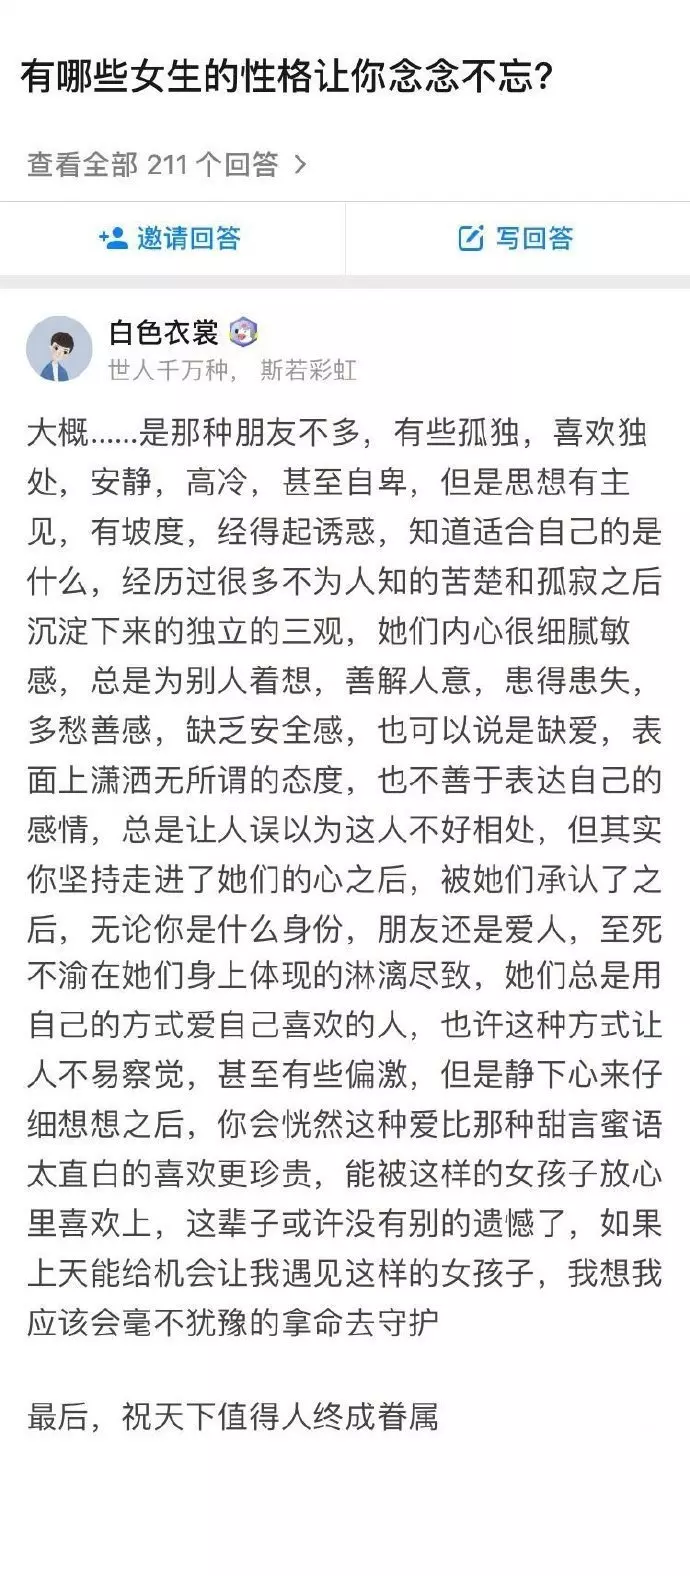 有哪些女生的性格让你念念不忘?
查看全部 211 个回答 >
邀请回答
写回答
白色衣裳
世人千万种， 斯若彩虹
大概......是那种朋友不多，有些孤独，喜欢独
处，安静，高冷，甚至自卑，但是思想有主
见，有坡度，经得起诱惑，知道适合自己的是
什么，经历过很多不为人知的苦楚和孤寂之后
沉淀下来的独立的三观，她们内心很细腻敏
感，总是为别人着想，善解人意，患得患失，
多愁善感，缺乏安全感，也可以说是缺爱，表
面上潇洒无所谓的态度，也不善于表达自己的
感情，总是让人误以为这人不好相处，但其实
你坚持走进了她们的心之后，被她们承认了之
后，无论你是什么身份，朋友还是爱人，至死
不渝在她们身上体现的淋漓尽致，她们总是用
自己的方式爱自己喜欢的人，也许这种方式让
人不易察觉，甚至有些偏激，但是静下心来仔
细想想之后，你会恍然这种爱比那种甜言蜜语
太直白的喜欢更珍贵，能被这样的女孩子放心
里喜欢上，这辈子或许没有别的遗憾了，如果
上天能给机会让我遇见这样的女孩子，我想我
应该会毫不犹豫的拿命去守护
最后，祝天下值得人终成眷属